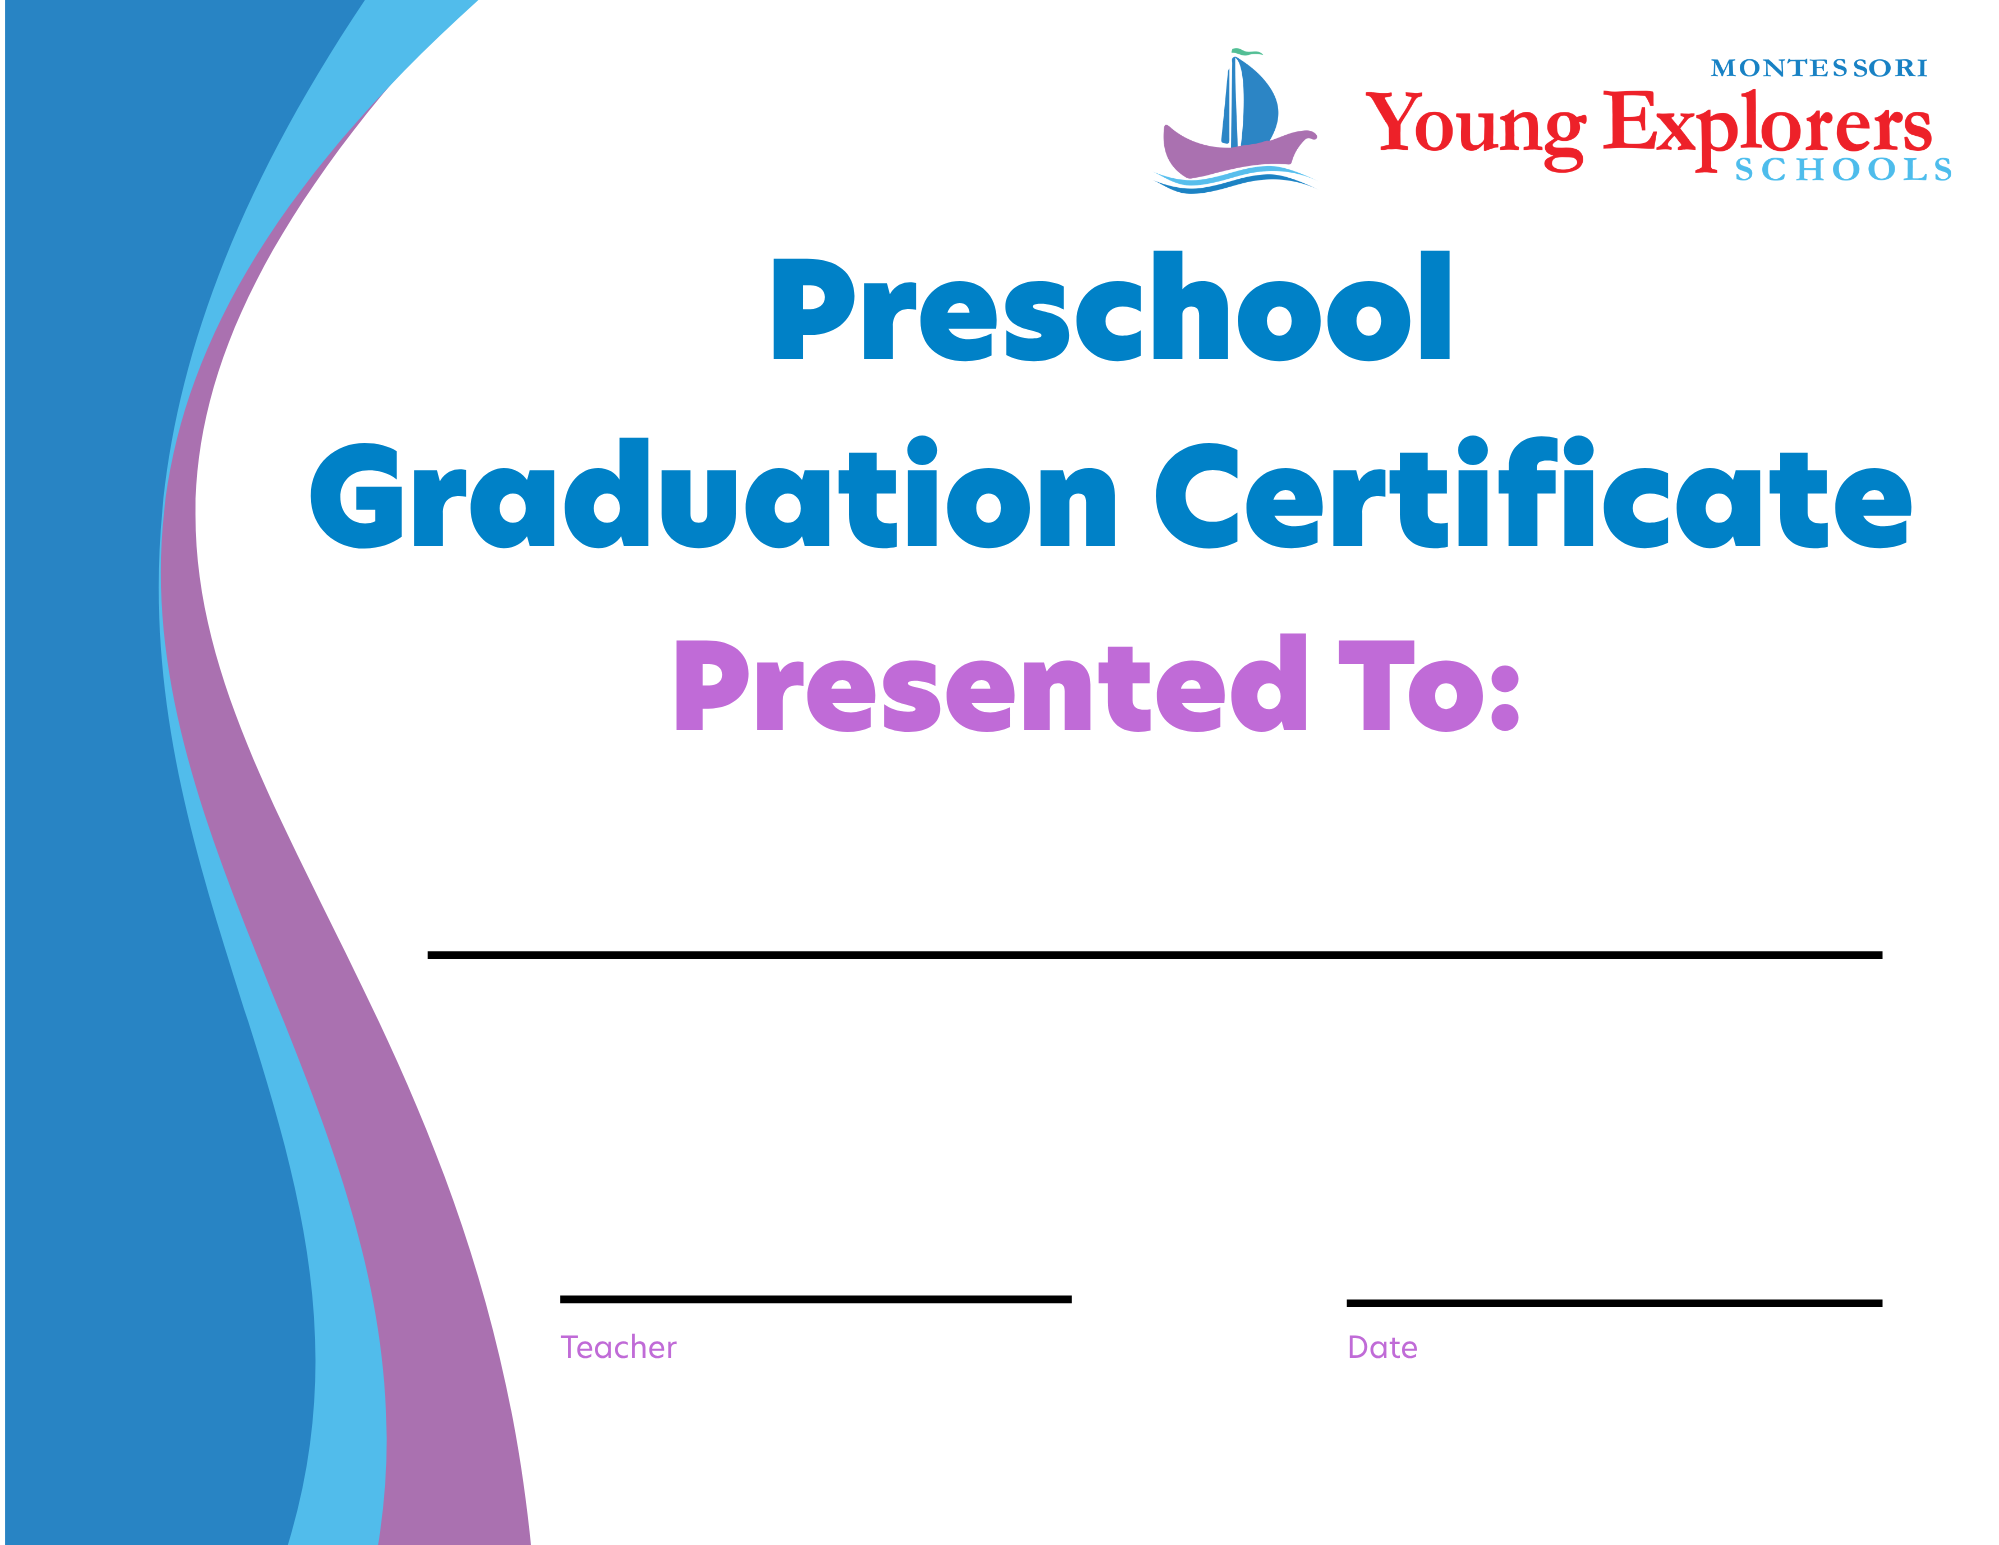 MONTESSORI
Young Explorers
SCHOOLS
Preschool
Graduation Certificate
Presented To:
Teacher
Date